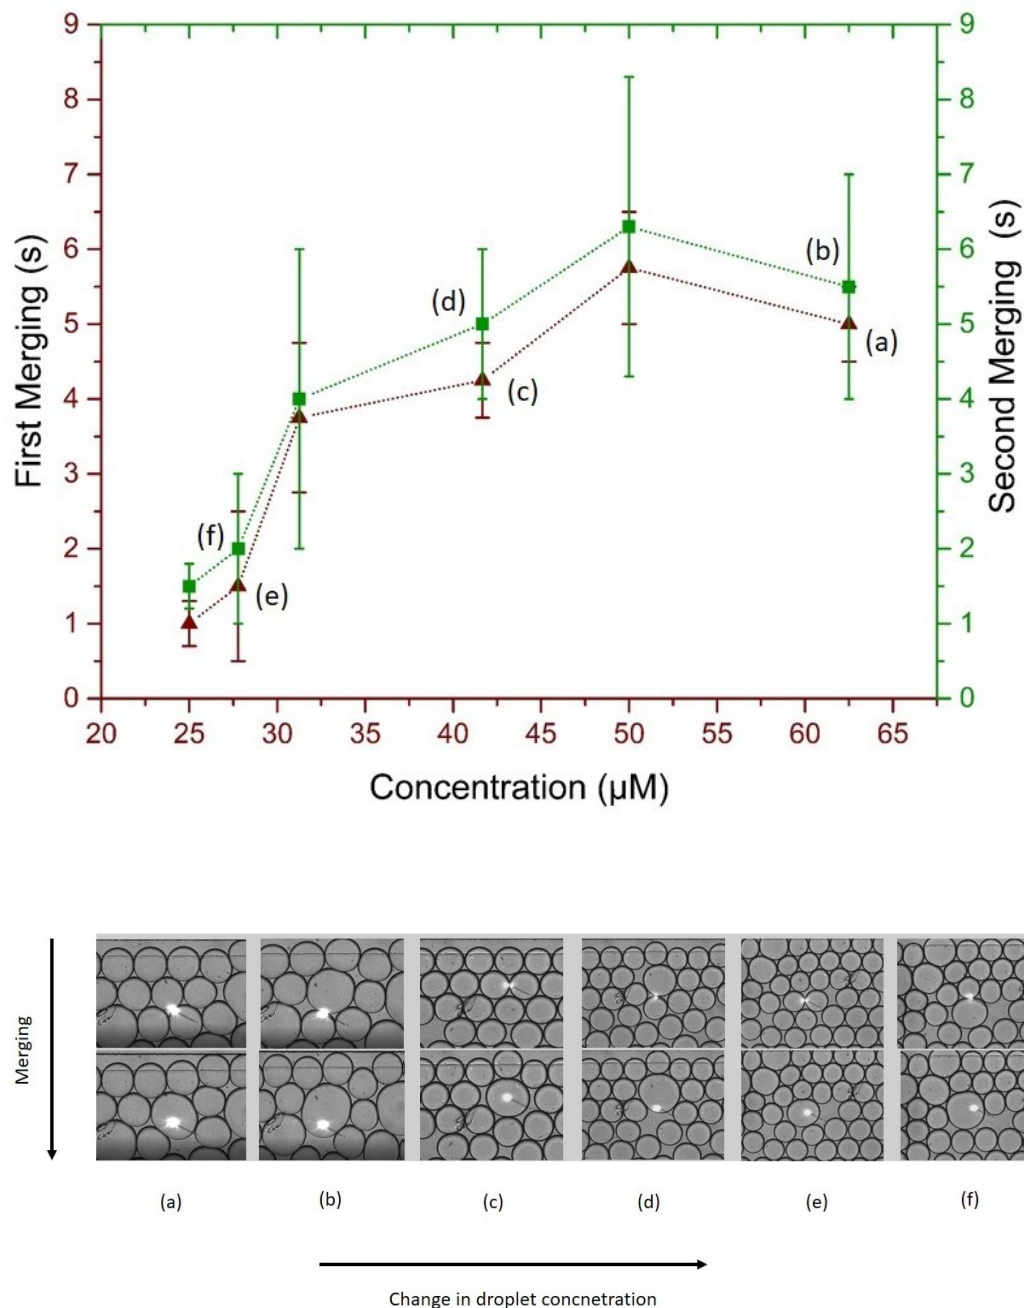 9
9
8
8
7
7
6
6
5
5
4
4
3
3
2
2
1
1
0
0
First Merging (s)
Second Merging (s)
(b)
(d)
(a)
(c)
(f)
(e)
20 25 30 35 40 45 50 55 60 65
Concentration (µM)
Merging
(a) (b) (c) (d) (e) (f)
Change in droplet concnetration